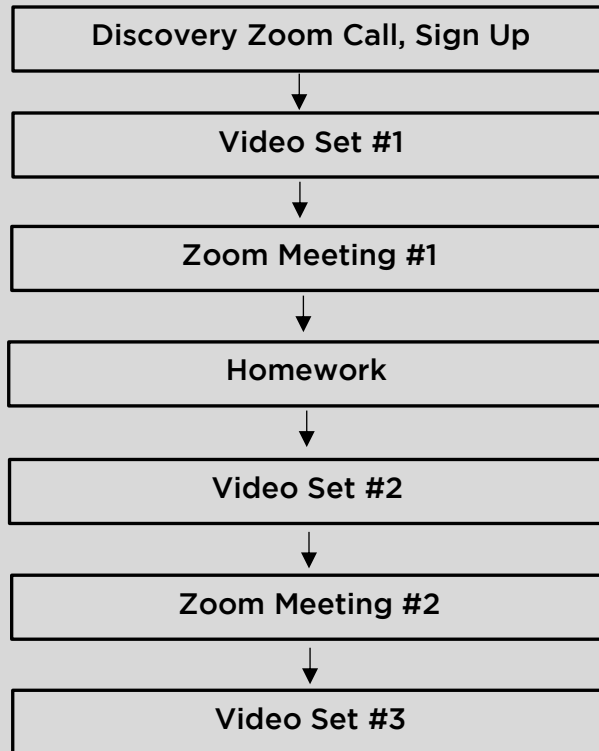 Discovery Zoom Call, Sign Up
Video Set #1
Zoom Meeting #1
Homework
Video Set #2
Zoom Meeting #2
Video Set #3